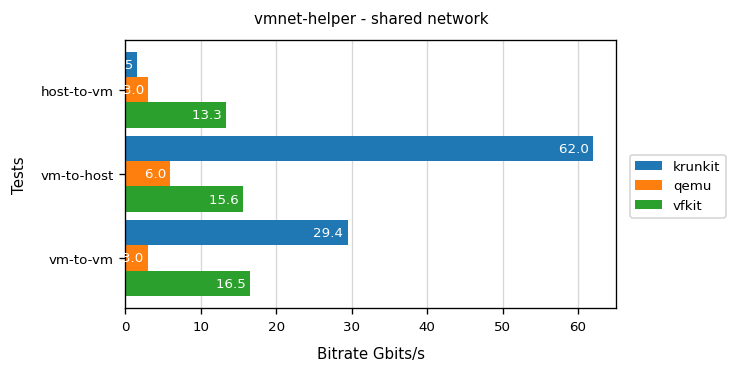 vmnet-helper - shared network
host-to-vm
5
3.0
13.3
vm-to-host
62.0
6.0
15.6
vm-to-vm
29.4
3.0
16.5
0 10 20 30 40 50 60
Bitrate Gbits/s
Tests
krunkit
qemu
vfkit